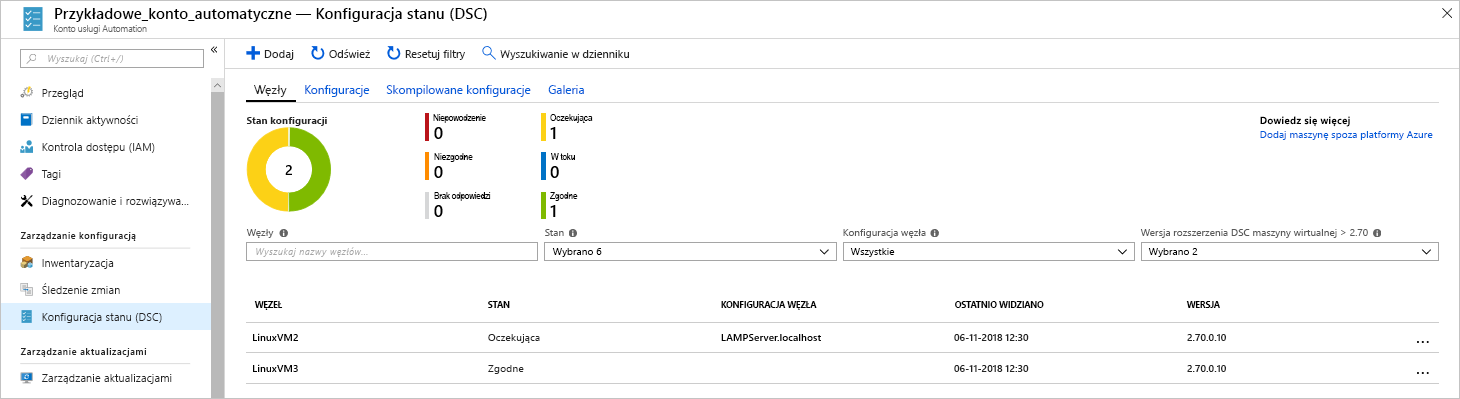 Przykładowe_konto_automatyczne — Konfiguracja stanu (DSC)
Konto usługi Automation
Wyszukaj (Ctrl+/)
«
Przegląd
Dziennik aktywności
Kontrola dostępu (IAM)
Tagi
Diagnozowanie i rozwiązywa...
Zarządzanie konfiguracją
Inwentaryzacja
Śledzenie zmian
Konfiguracja stanu (DSC)
Zarządzanie aktualizacjami
Zarządzanie aktualizacjami
Dodaj Odśwież Resetuj filtry Wyszukiwanie w dzienniku
Węzły Konfiguracje Skompilowane konfiguracje Galeria
Stan konfiguracji
2
Niepowodzenie
0
Oczekująca
1
Niezgodne
0
W toku
0
Brak odpowiedzi
0
Zgodne
1
Dowiedz się więcej
Dodaj maszynę spoza platformy Azure
Węzły Stan Konfiguracja węzła Wersja rozszerzenia DSC maszyny wirtualnej > 2.70
Wyszukaj nazwy węzłów... Wybrano 6 Wszystkie Wybrano 2
WĘZEŁ STAN KONFIGURACJA WĘZŁA OSTATNIO WIDZIANO WERSJA
LinuxVM2 Oczekująca LAMPServer.localhost 06-11-2018 12:30 2.70.0.10 ...
LinuxVM3 Zgodne 06-11-2018 12:30 2.70.0.10 ...